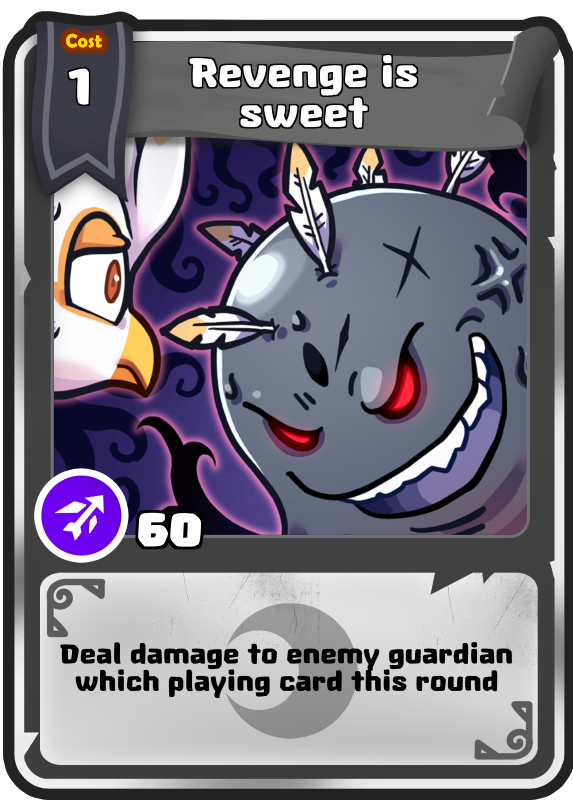 Cost
1
Revenge is
sweet
60
Deal damage to enemy guardian
which playing card this round